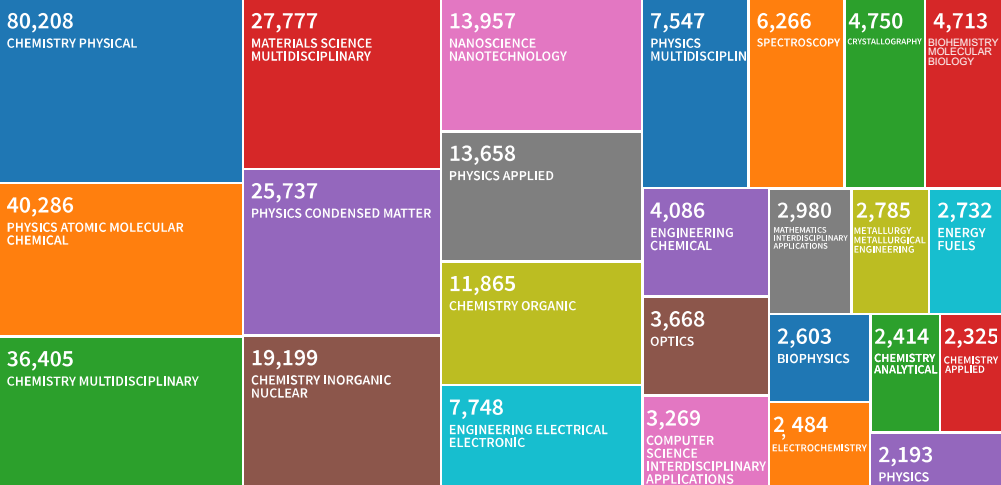 80,208
CHEMISTRY PHYSICAL
27,777
MATERIALS SCIENCE
MULTIDISCIPLINARY
13,957
NANOSCIENCE
NANOTECHNOLOGY
7,547
PHYSICS
MULTIDISCIPLIN
6,266
SPECTROSCOPY
4,750
CRYSTALLOGRAPHY
4,713
BIOHEMISTRY
MOLECULAR
BIOLOGY
13,658
PHYSICS APPLIED
40,286
PHYSICS ATOMIC MOLECULAR
CHEMICAL
25,737
PHYSICS CONDENSED MATTER
4,086
ENGINEERING
CHEMICAL
2,980
MATHEMATICS
INTERDISCIPLINARY
APPLICATIONS
2,785
METALLURGY
METALLURGICAL
ENGINEERING
2,732
ENERGY
FUELS
11,865
CHEMISTRY ORGANIC
3,668
OPTICS
2,603
BIOPHYSICS
2,414
CHEMISTRY
ANALYTICAL
2,325
CHEMISTRY
APPLIED
36,405
CHEMISTRY MULTIDISCIPLINARY
19,199
CHEMISTRY INORGANIC
NUCLEAR
7,748
ENGINEERING ELECTRICAL
ELECTRONIC
3,269
COMPUTER
SCIENCE
INTERDISCIPLINARY
APPLICATIONS
2, 484
ELECTROCHEMISTRY
2,193
PHYSICS